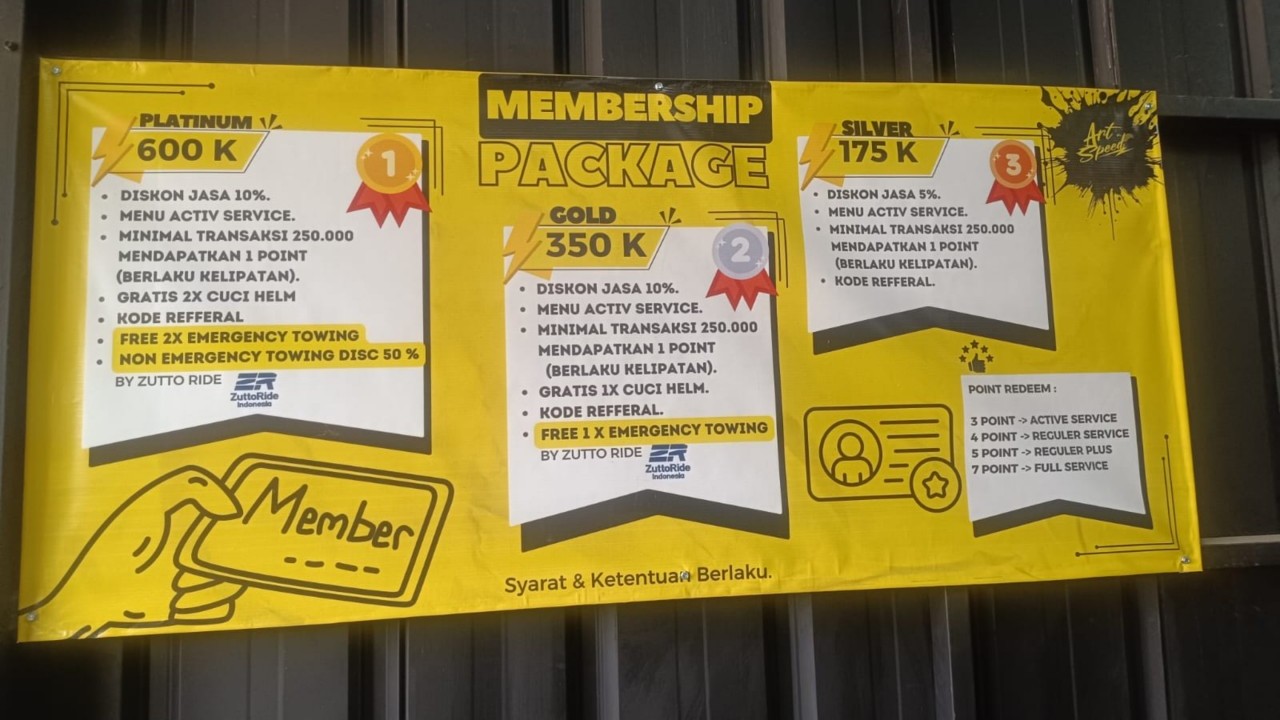 MEMBERSHIP
PACKAGE
PLATINUM
600 K
1
• DISKON JASA 10%.
• MENU ACTIV SERVICE.
• MINIMAL TRANSAKSI 250.000
MENDAPATKAN 1 POINT
(BERLAKU KELIPATAN).
• GRATIS 2X CUCI HELM
• KODE REFFERAL
• FREE 2X EMERGENCY TOWING
• NON EMERGENCY TOWING DISC 50 %
BY ZUTTO RIDE
ZR
ZuttoRide
Indonesia
GOLD
350 K
2
• DISKON JASA 10%.
• MENU ACTIV SERVICE.
• MINIMAL TRANSAKSI 250.000
MENDAPATKAN 1 POINT
(BERLAKU KELIPATAN).
• GRATIS 1X CUCI HELM.
• KODE REFFERAL.
• FREE 1 X EMERGENCY TOWING
BY ZUTTO RIDE
ZR
ZuttoRide
Indonesia
SILVER
175 K
3
• DISKON JASA 5%.
• MENU ACTIV SERVICE.
• MINIMAL TRANSAKSI 250.000
MENDAPATKAN 1 POINT
(BERLAKU KELIPATAN).
• KODE REFFERAL.
Art
Speed
POINT REDEEM :
3 POINT -> ACTIVE SERVICE
4 POINT -> REGULER SERVICE
5 POINT -> REGULER PLUS
7 POINT -> FULL SERVICE
Member
Syarat & Ketentuan Berlaku.